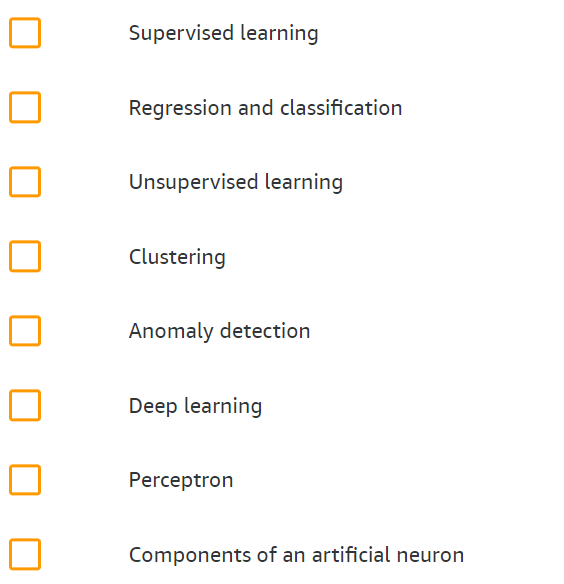 Supervised learning
Regression and classification
Unsupervised learning
Clustering
Anomaly detection
Deep learning
Perceptron
Components of an artificial neuron